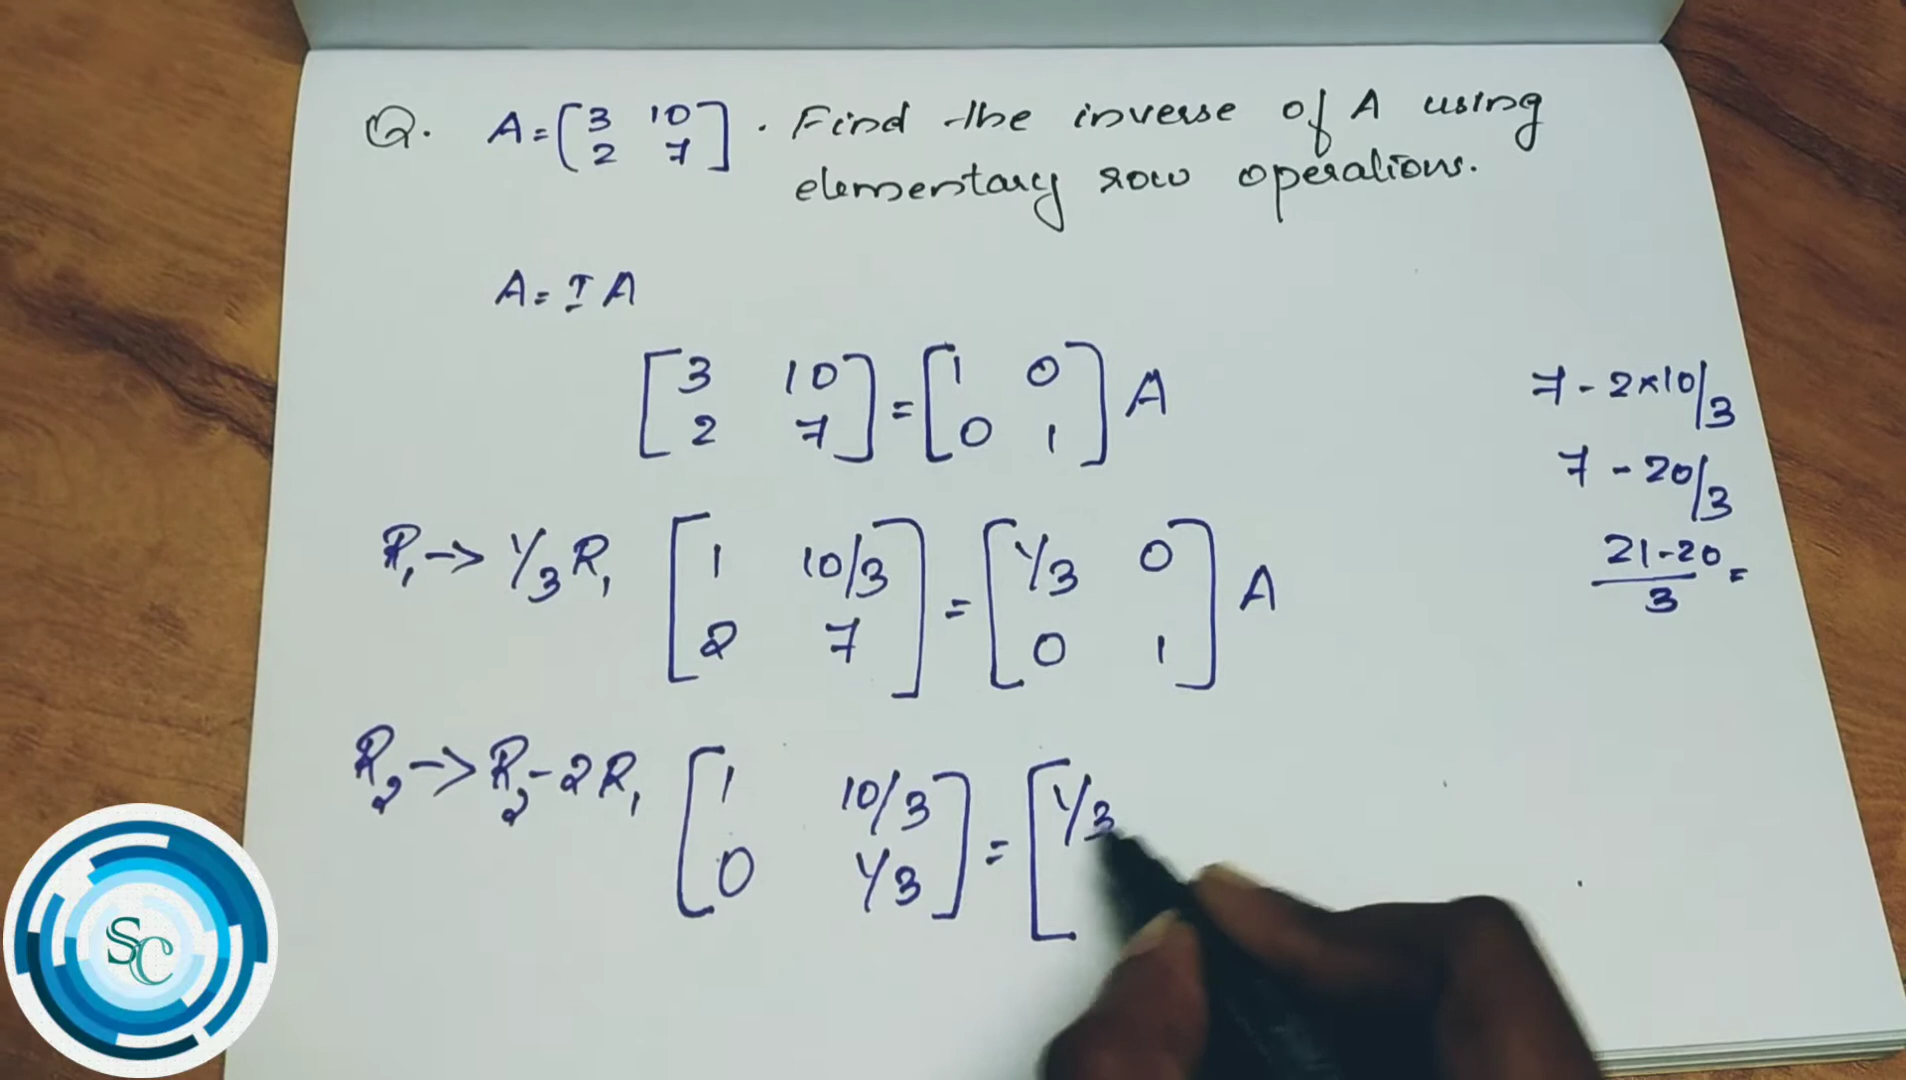 Q. A = [3 10 . Find the inverse of A using
2 7] elementary row operations.
A = IA
[3 10 = [1 0 A
2 7] 0 1]
R₁ → 1/3 R₁ [1 10/3 = [1/3 0 A
2 7] 0 1]
R₂ → R₂ - 2R₁ [1 10/3 = [1/3
0 1/3]
7 - 2×10/3
7 - 20/3
21-20 =
3
SC